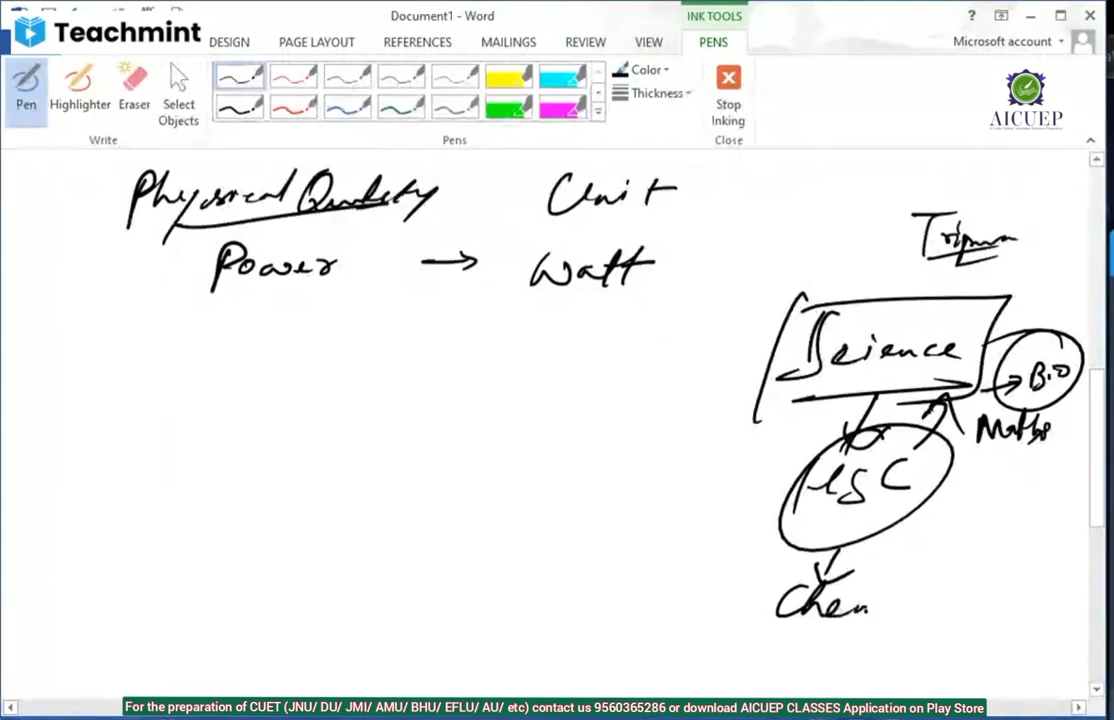 Document1 - Word
INK TOOLS
?
Teachmint
DESIGN
PAGE LAYOUT
REFERENCES
MAILINGS
REVIEW
VIEW
PENS
Microsoft account
Pen
Highlighter
Eraser
Select
Objects
Color
Thickness
Stop
Inking
Write
Pens
Close
AICUEP
Physical Unit
Power → Watt
Science
Bio
Maths
Chem
For the preparation of CUET (JNU/ DU/ JMI/ AMU/ BHU/ EFLU/ AU/ etc) contact us 9560365286 or download AICUEP CLASSES Application on Play Store